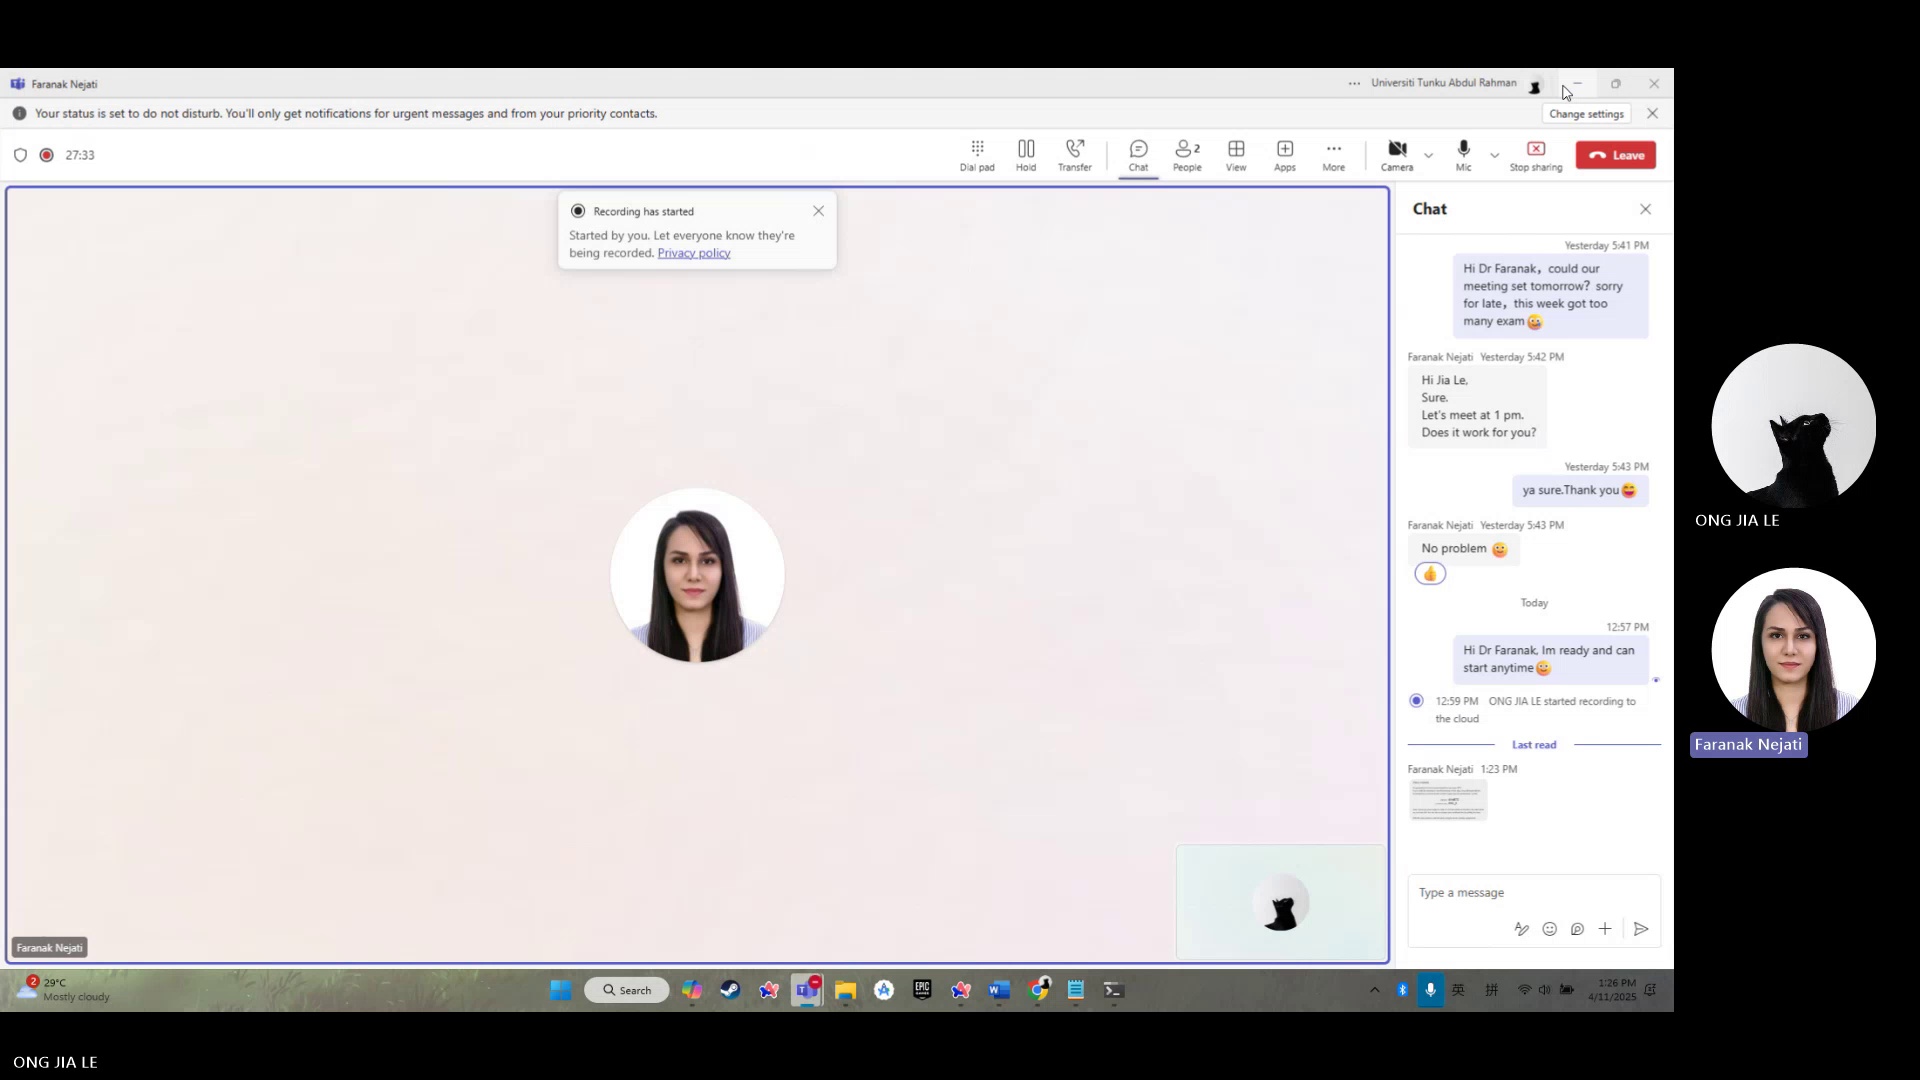 Faranak Nejati
Universiti Tunku Abdul Rahman
Your status is set to do not disturb. You'll only get notifications for urgent messages and from your priority contacts.
Change settings
27:33
Dial pad
Hold
Transfer
Chat
2
People
View
Apps
More
Camera
Mic
Stop sharing
Leave
Recording has started
Started by you. Let everyone know they're
being recorded. Privacy policy
Chat
Yesterday 5:41 PM
Hi Dr Faranak，could our
meeting set tomorrow？sorry
for late，this week got too
many exam😜
Faranak Nejati Yesterday 5:42 PM
Hi Jia Le,
Sure.
Let's meet at 1 pm.
Does it work for you?
Yesterday 5:43 PM
ya sure.Thank you😝
Faranak Nejati Yesterday 5:43 PM
No problem 🙂
Today
12:57 PM
Hi Dr Faranak, Im ready and can
start anytime😜
12:59 PM ONG JIA LE started recording to
the cloud
Last read
Faranak Nejati 1:23 PM
Type a message
Faranak Nejati
ONG JIA LE
Faranak Nejati
2
29°C
Mostly cloudy
Search
EPIC
GAMES
英
拼
1:26 PM
4/11/2025
ONG JIA LE